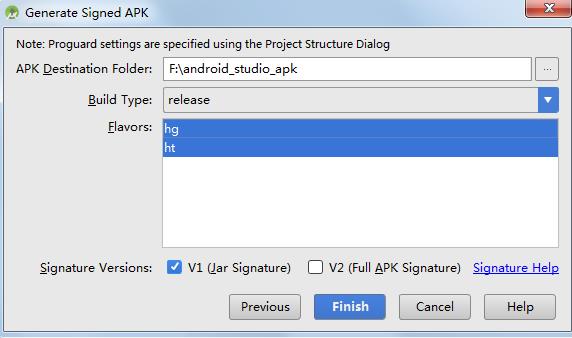 Generate Signed APK
Note: Proguard settings are specified using the Project Structure Dialog
APK Destination Folder: F:\android_studio_apk ...
Build Type: release
Flavors: hg
ht
Signature Versions: V1 (Jar Signature) V2 (Full APK Signature) Signature Help
Previous Finish Cancel Help